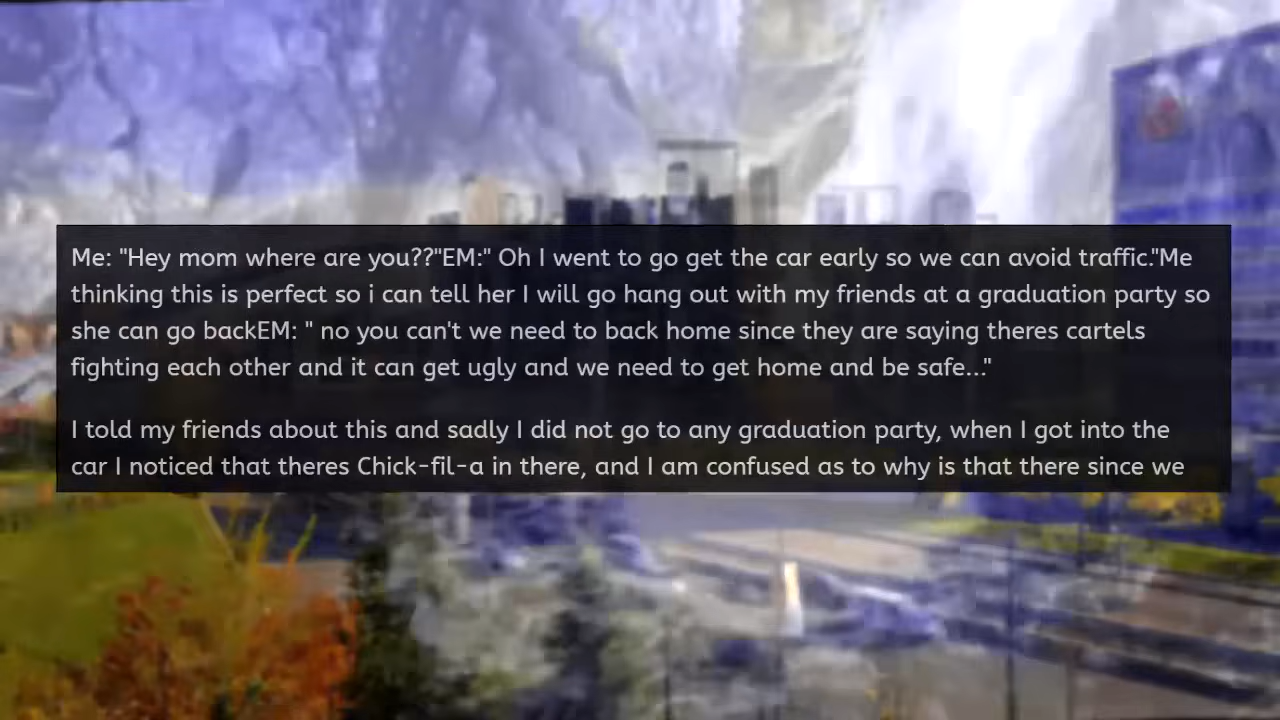 Me: "Hey mom where are you??"EM:" Oh I went to go get the car early so we can avoid traffic."Me
thinking this is perfect so i can tell her I will go hang out with my friends at a graduation party so
she can go backEM: " no you can't we need to back home since they are saying theres cartels
fighting each other and it can get ugly and we need to get home and be safe..."
I told my friends about this and sadly I did not go to any graduation party, when I got into the
car I noticed that theres Chick-fil-a in there, and I am confused as to why is that there since we